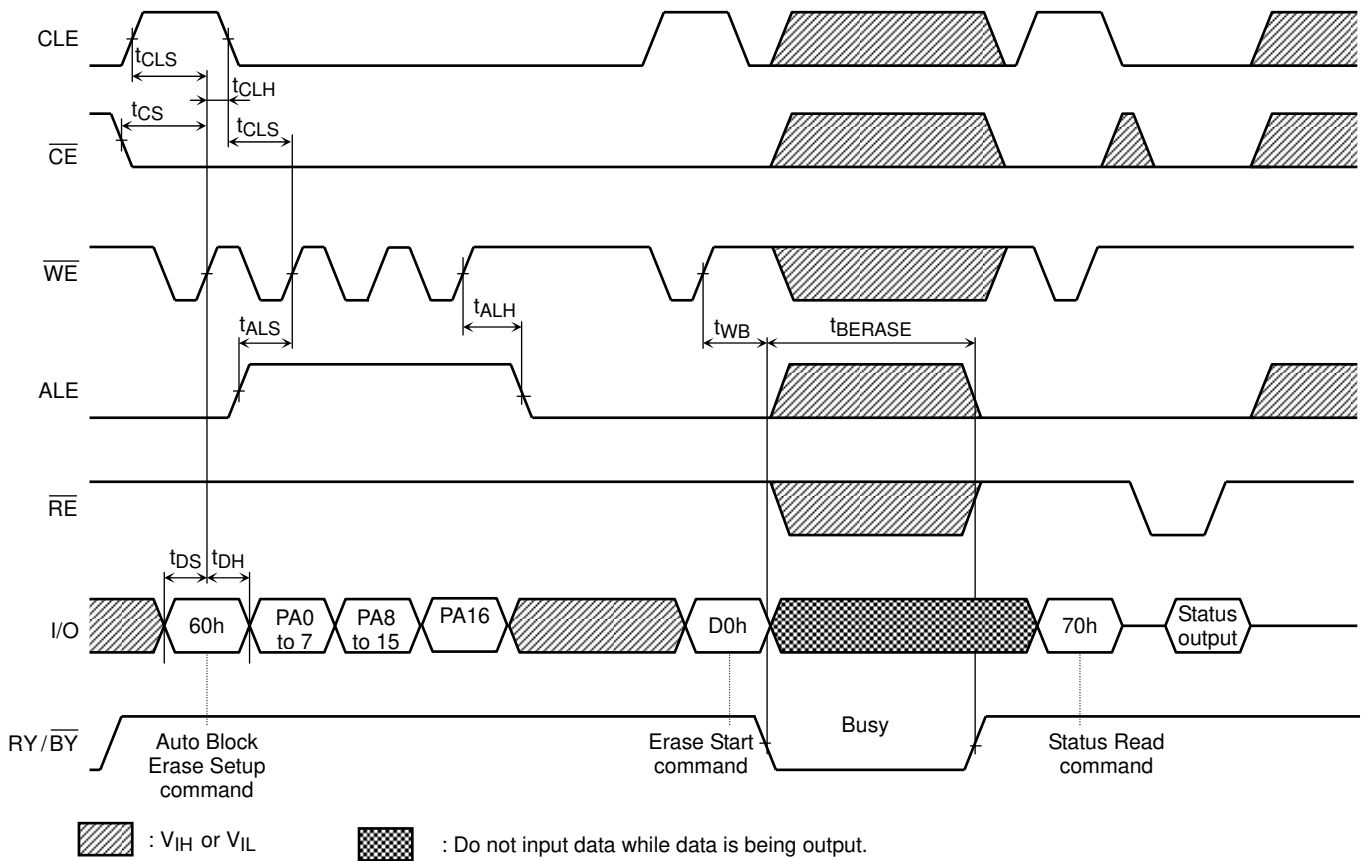 CLE
tCLS
tCLH
tCS
tCLS
CE
WE
tALS
tALH
tWB
tBERASE
ALE
RE
tDS
tDH
I/O
60h
PA0
to 7
PA8
to 15
PA16
D0h
70h
Status
output
RY/BY
Busy
Auto Block
Erase Setup
command
Erase Start
command
Status Read
command
: VIH or VIL
: Do not input data while data is being output.